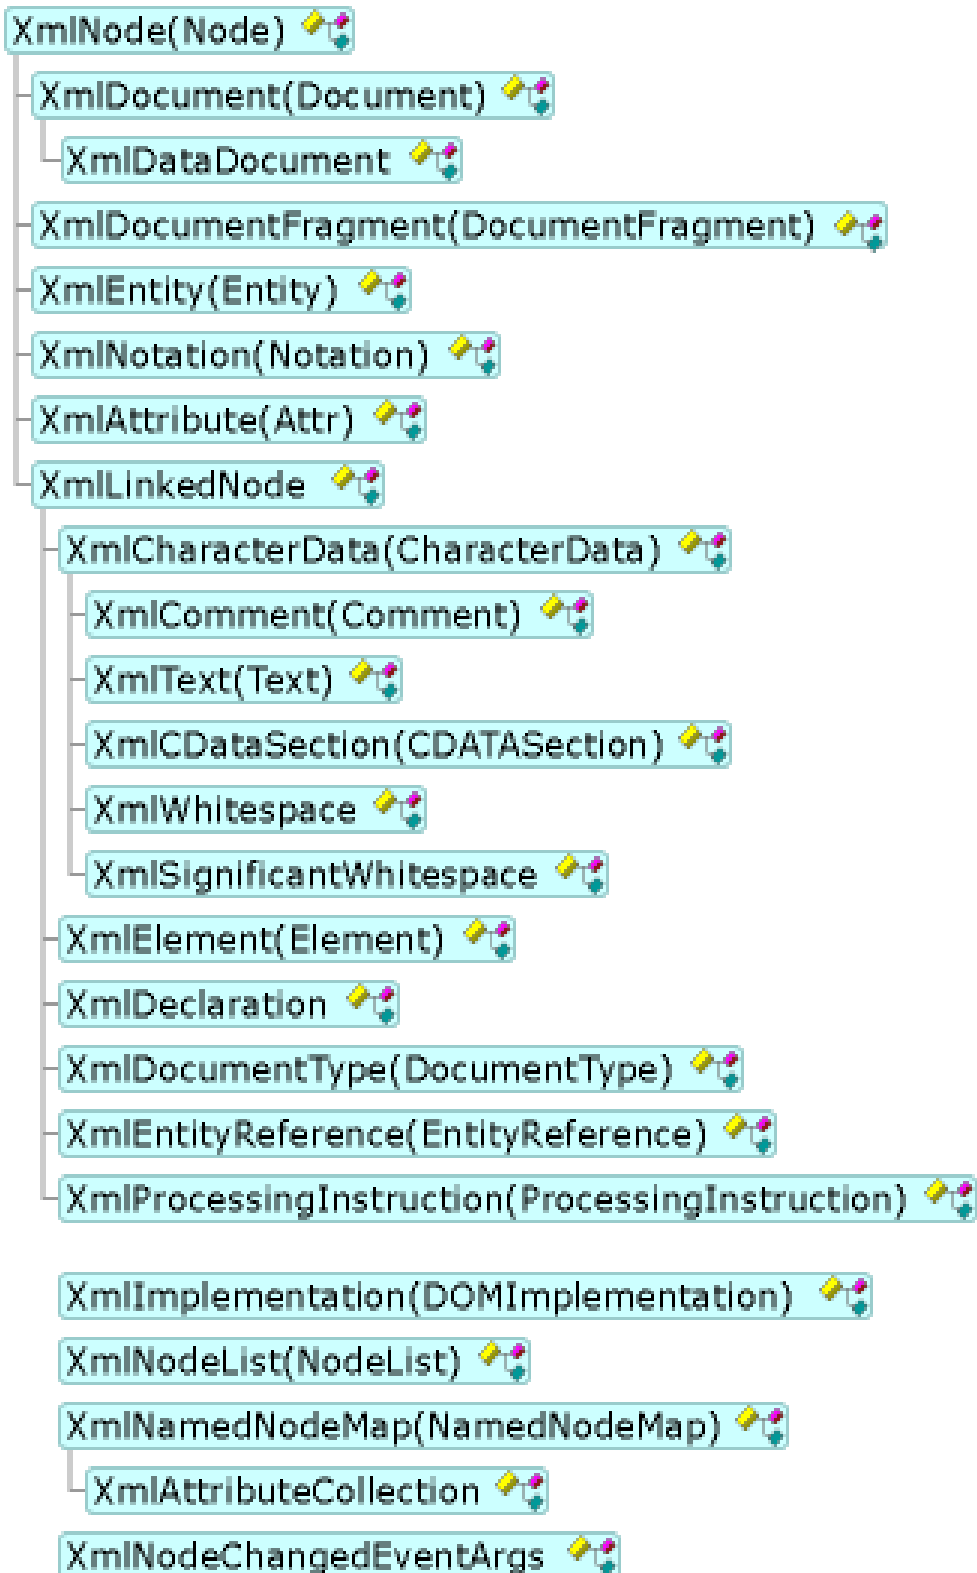 XmlNode(Node)
XmlDocument(Document)
XmlDataDocument
XmlDocumentFragment(DocumentFragment)
XmlEntity(Entity)
XmlNotation(Notation)
XmlAttribute(Attr)
XmlLinkedNode
XmlCharacterData(CharacterData)
XmlComment(Comment)
XmlText(Text)
XmlCDataSection(CDATASection)
XmlWhitespace
XmlSignificantWhitespace
XmlElement(Element)
XmlDeclaration
XmlDocumentType(DocumentType)
XmlEntityReference(EntityReference)
XmlProcessingInstruction(ProcessingInstruction)
XmlImplementation(DOMImplementation)
XmlNodeList(NodeList)
XmlNamedNodeMap(NamedNodeMap)
XmlAttributeCollection
XmlNodeChangedEventArgs